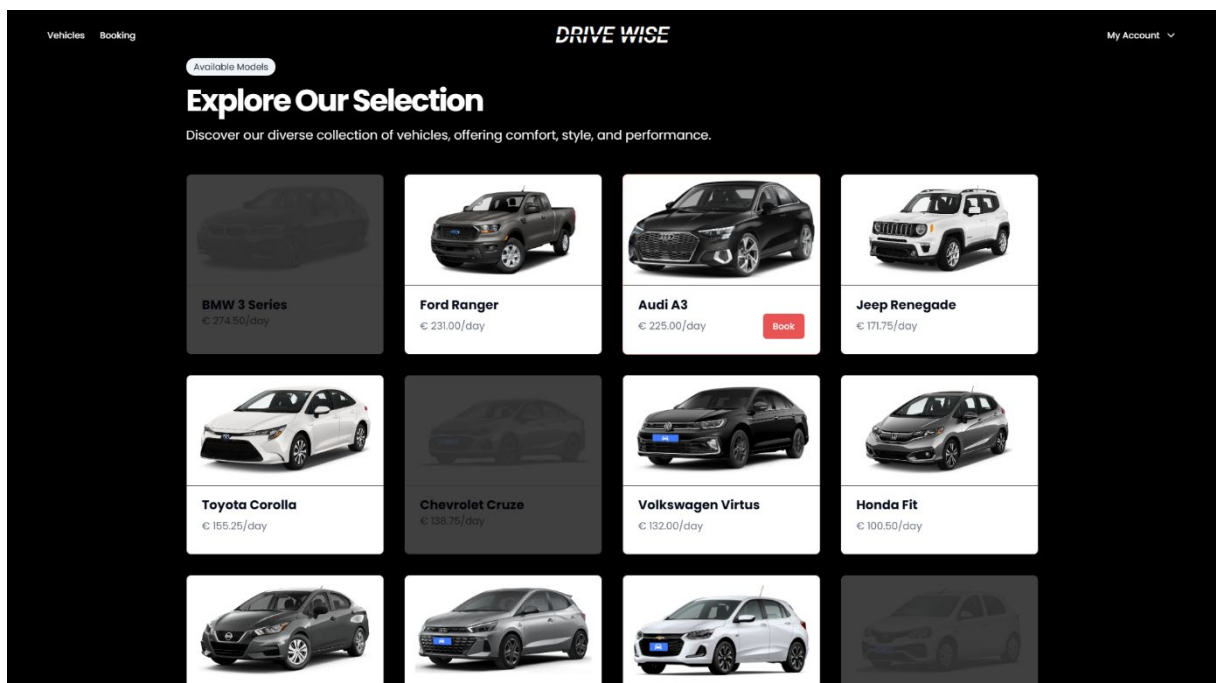 Vehicles Booking DRIVE WISE My Account
Available Models
Explore Our Selection
Discover our diverse collection of vehicles, offering comfort, style, and performance.
BMW 3 Series
€ 274.50/day
Ford Ranger
€ 231.00/day
Audi A3
€ 225.00/day Book
Jeep Renegade
€ 171.75/day
Toyota Corolla
€ 155.25/day
Chevrolet Cruze
€ 138.75/day
Volkswagen Virtus
€ 132.00/day
Honda Fit
€ 100.50/day